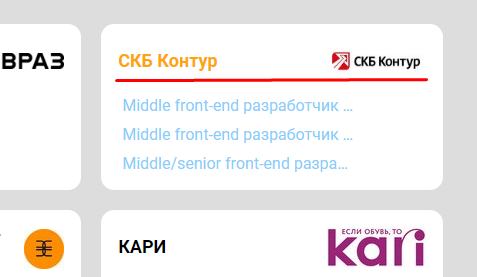 ВРАЗ
СКБ Контур
СКБ Контур
Middle front-end разработчик ...
Middle front-end разработчик ...
Middle/senior front-end разра...
КАРИ
ЕСЛИ ОБУВЬ, ТО
kari